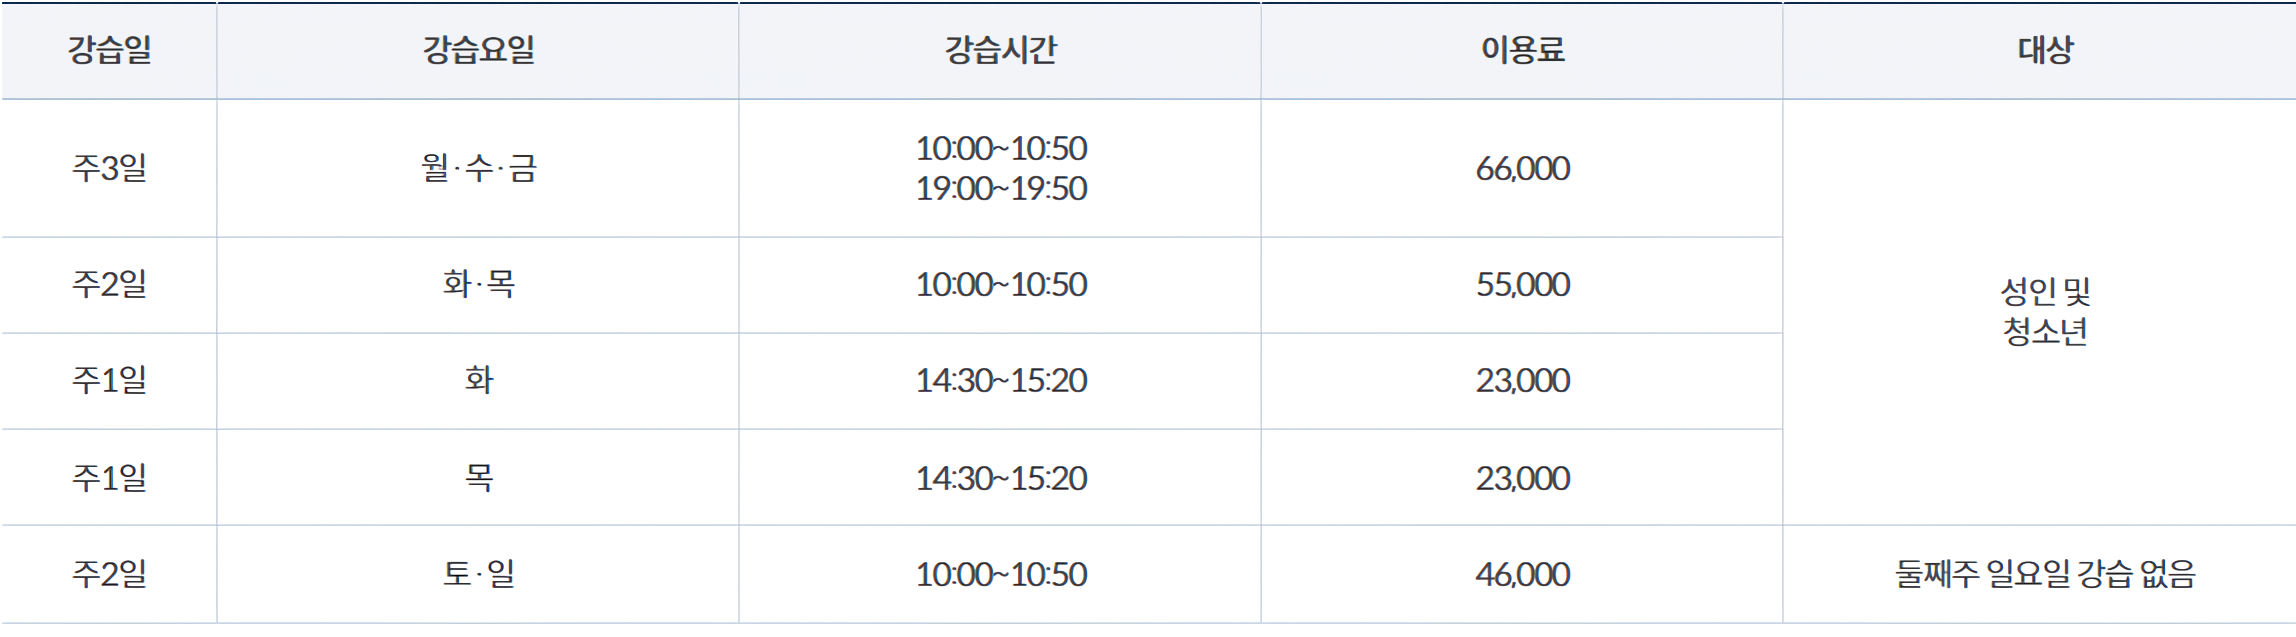 강습일 강습요일 강습시간 이용료 대상
주3일 월·수·금 10:00~10:50 66,000
19:00~19:50
주2일 화·목 10:00~10:50 55,000
성인 및
청소년
주1일 화 14:30~15:20 23,000
주1일 목 14:30~15:20 23,000
주2일 토·일 10:00~10:50 46,000 둘째주 일요일 강습 없음